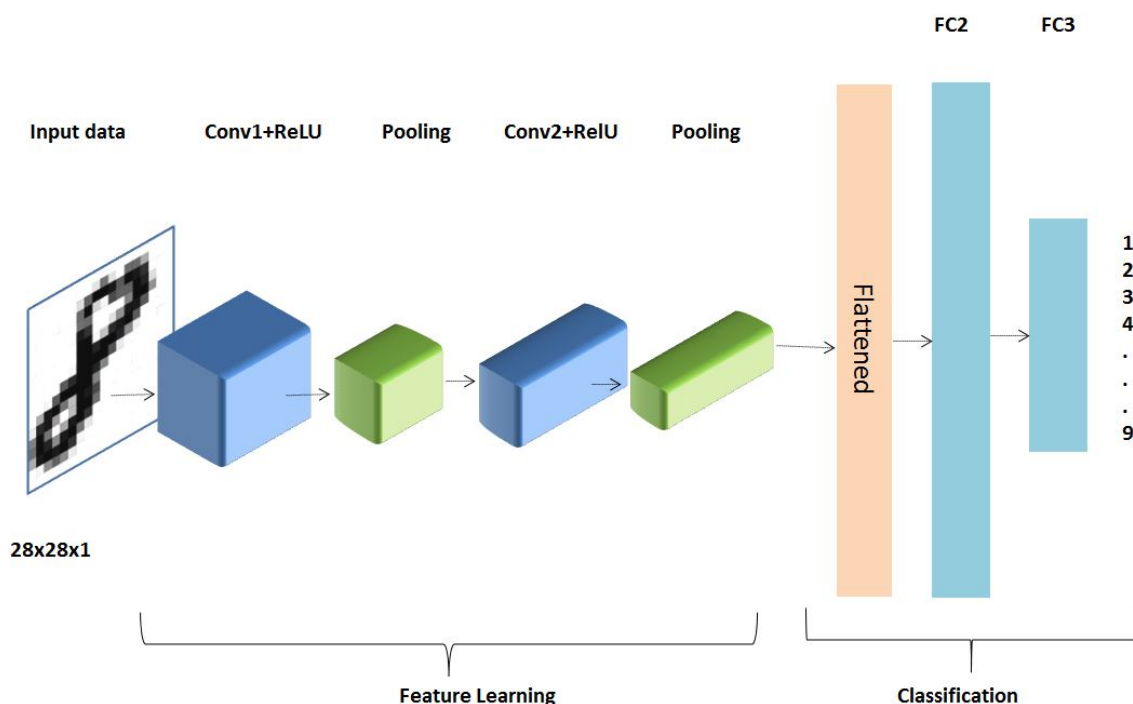 FC2 FC3
Input data Conv1+ReLU Pooling Conv2+RelU Pooling
Flattened
1
2
3
4
.
.
.
9
28x28x1
Feature Learning Classification